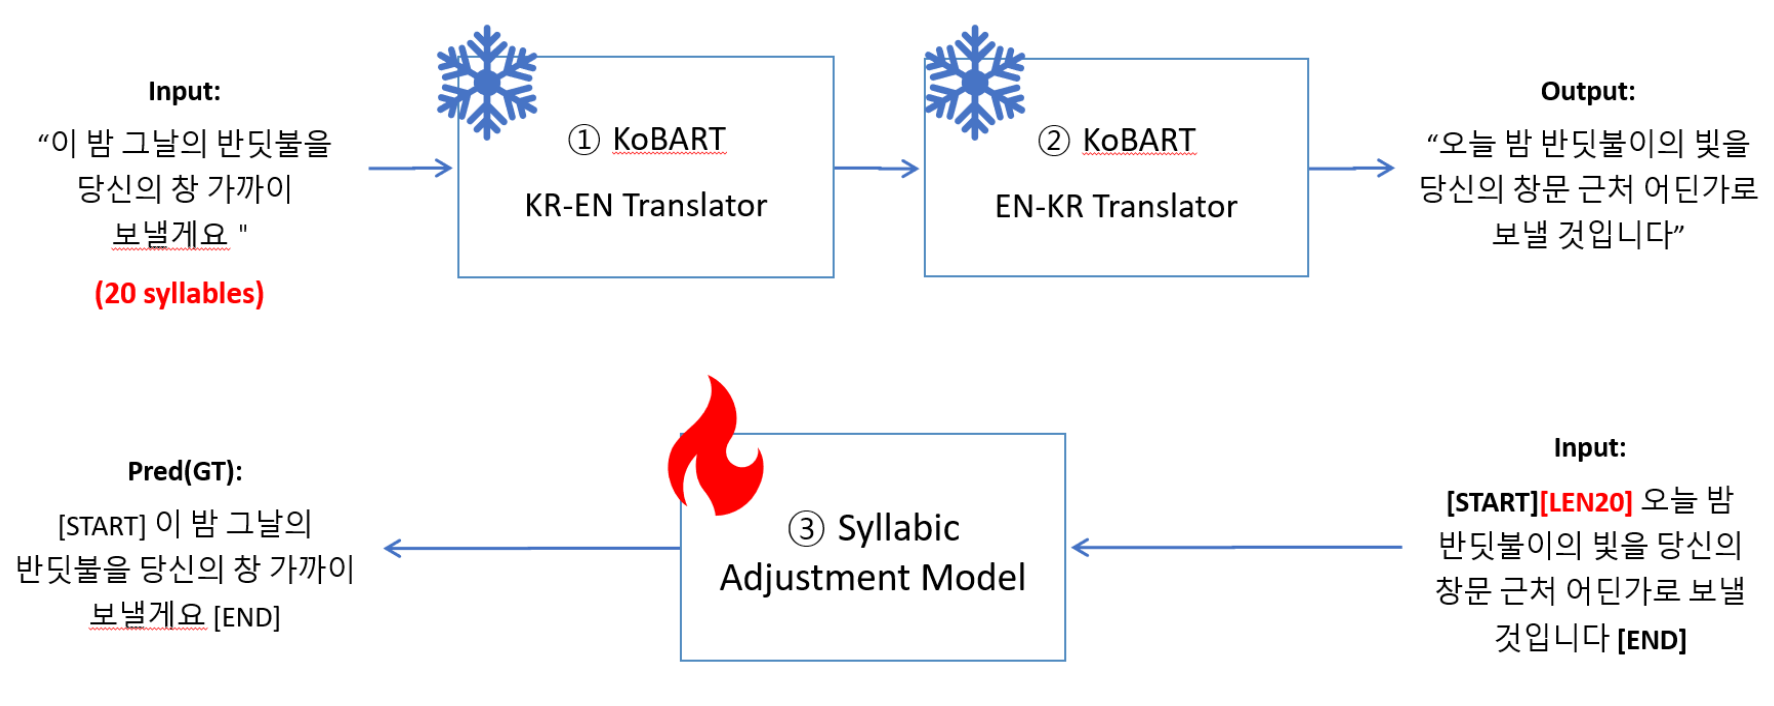 Input:
“이 밤 그날의 반딧불을
당신의 창 가까이
보낼게요 "
(20 syllables)
① KoBART
KR-EN Translator
② KoBART
EN-KR Translator
Output:
“오늘 밤 반딧불이의 빛을
당신의 창문 근처 어딘가로
보낼 것입니다”
Input:
[START][LEN20] 오늘 밤
반딧불이의 빛을 당신의
창문 근처 어딘가로 보낼
것입니다 [END]
③ Syllabic
Adjustment Model
Pred(GT):
[START] 이 밤 그날의
반딧불을 당신의 창 가까이
보낼게요 [END]